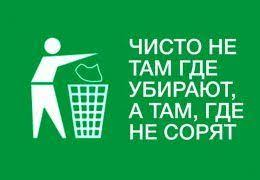 ЧИСТО НЕ
ТАМ ГДЕ
УБИРАЮТ,
А ТАМ, ГДЕ
НЕ СОРЯТ